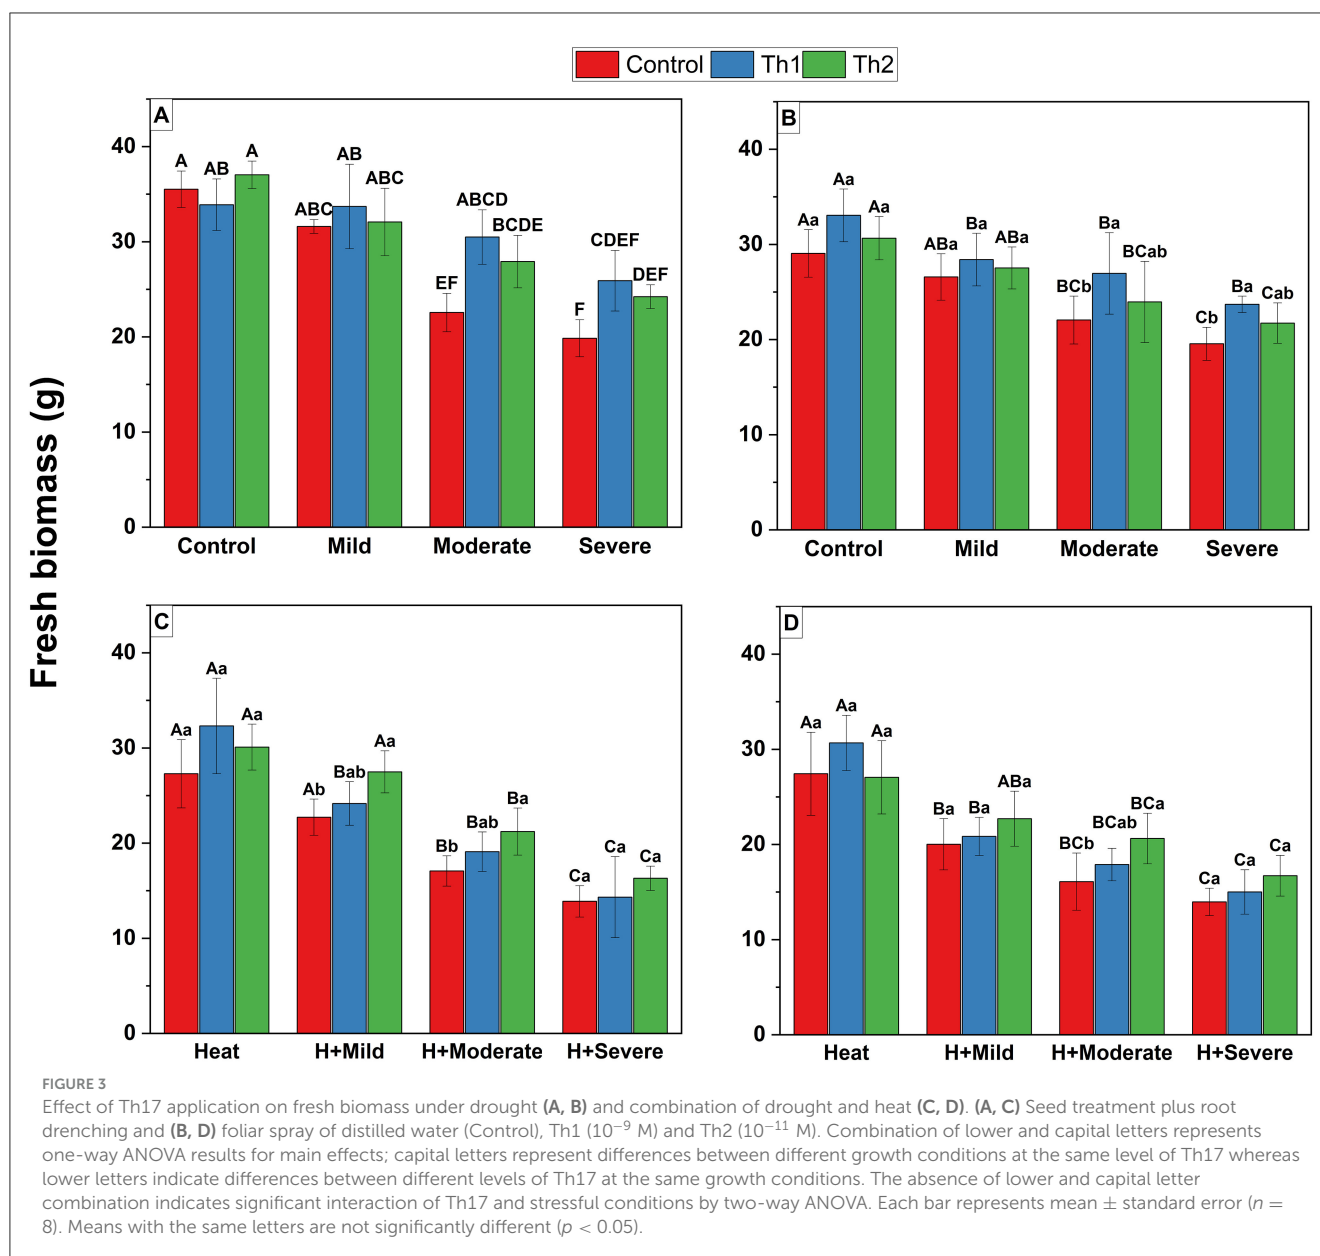 Control Th1 Th2
Fresh biomass (g)
A
40
30
20
10
0
A AB A
ABC AB ABC
EF ABCD BCDE
F CDEF DEF
Control Mild Moderate Severe
B
40
30
20
10
0
Aa Aa Aa
ABa Ba ABa
BCb Ba BCab
Cb Ba Cab
Control Mild Moderate Severe
C
40
30
20
10
0
Aa Aa Aa
Ab Bab Aa
Bb Bab Ba
Ca Ca Ca
Heat H+Mild H+Moderate H+Severe
D
40
30
20
10
0
Aa Aa Aa
Ba Ba ABa
BCb BCab BCa
Ca Ca Ca
Heat H+Mild H+Moderate H+Severe
FIGURE 3
Effect of Th17 application on fresh biomass under drought (A, B) and combination of drought and heat (C, D). (A, C) Seed treatment plus root
drenching and (B, D) foliar spray of distilled water (Control), Th1 (10⁻⁹ M) and Th2 (10⁻¹¹ M). Combination of lower and capital letters represents
one-way ANOVA results for main effects; capital letters represent differences between different growth conditions at the same level of Th17 whereas
lower letters indicate differences between different levels of Th17 at the same growth conditions. The absence of lower and capital letter
combination indicates significant interaction of Th17 and stressful conditions by two-way ANOVA. Each bar represents mean ± standard error (n =
8). Means with the same letters are not significantly different (p < 0.05).